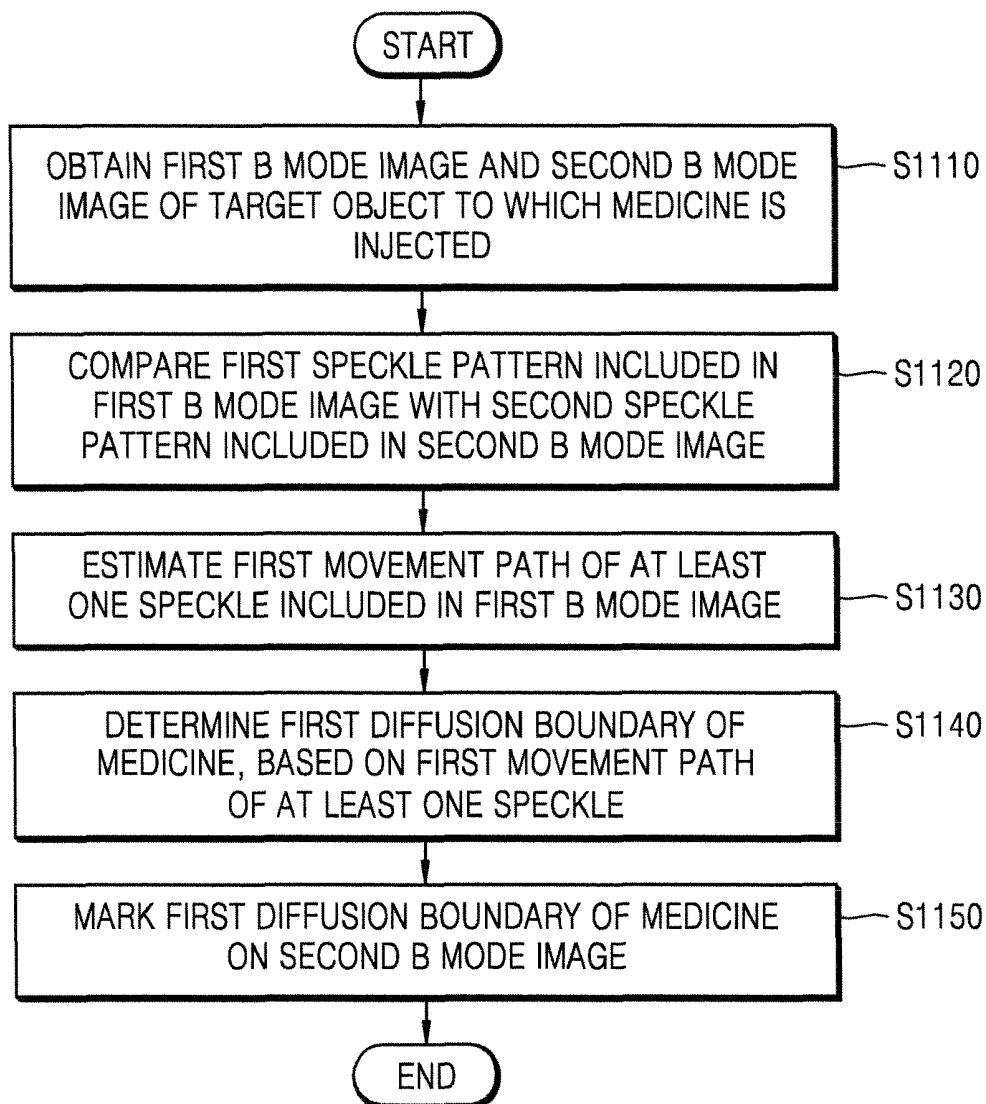 START
OBTAIN FIRST B MODE IMAGE AND SECOND B MODE
IMAGE OF TARGET OBJECT TO WHICH MEDICINE IS
INJECTED
S1110
COMPARE FIRST SPECKLE PATTERN INCLUDED IN
FIRST B MODE IMAGE WITH SECOND SPECKLE
PATTERN INCLUDED IN SECOND B MODE IMAGE
S1120
ESTIMATE FIRST MOVEMENT PATH OF AT LEAST
ONE SPECKLE INCLUDED IN FIRST B MODE IMAGE
S1130
DETERMINE FIRST DIFFUSION BOUNDARY OF
MEDICINE, BASED ON FIRST MOVEMENT PATH
OF AT LEAST ONE SPECKLE
S1140
MARK FIRST DIFFUSION BOUNDARY OF MEDICINE
ON SECOND B MODE IMAGE
S1150
END